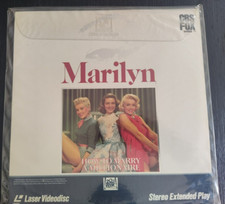 CBS
FOX
Marilyn
HOW TO MARRY
A MILLIONAIRE
Laser Videodisc
Stereo Extended Play